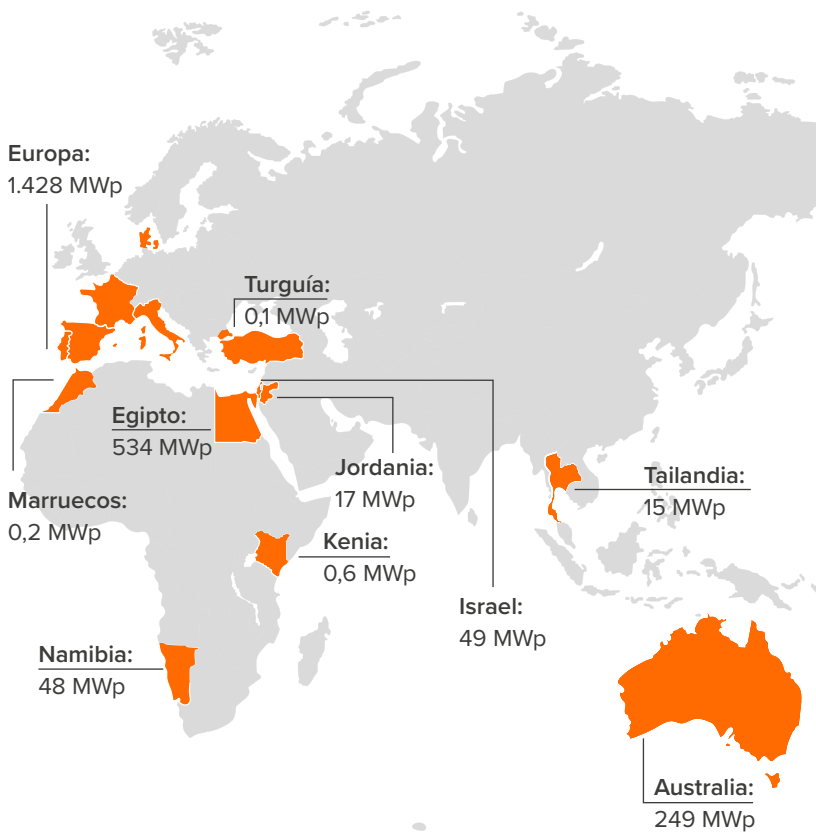 Europa:
1.428 MWp
Turguía:
0,1 MWp
Egipto:
534 MWp
Jordania:
17 MWp
Tailandia:
15 MWp
Marruecos:
0,2 MWp
Kenia:
0,6 MWp
Israel:
49 MWp
Namibia:
48 MWp
Australia:
249 MWp